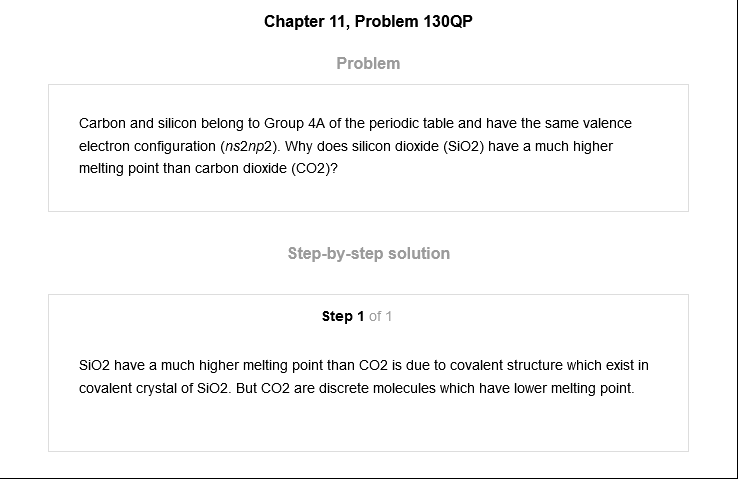 Chapter 11, Problem 130QP
Problem
Carbon and silicon belong to Group 4A of the periodic table and have the same valence
electron configuration (ns2np2). Why does silicon dioxide (SiO2) have a much higher
melting point than carbon dioxide (CO2)?
Step-by-step solution
Step 1 of 1
SiO2 have a much higher melting point than CO2 is due to covalent structure which exist in
covalent crystal of SiO2. But CO2 are discrete molecules which have lower melting point.